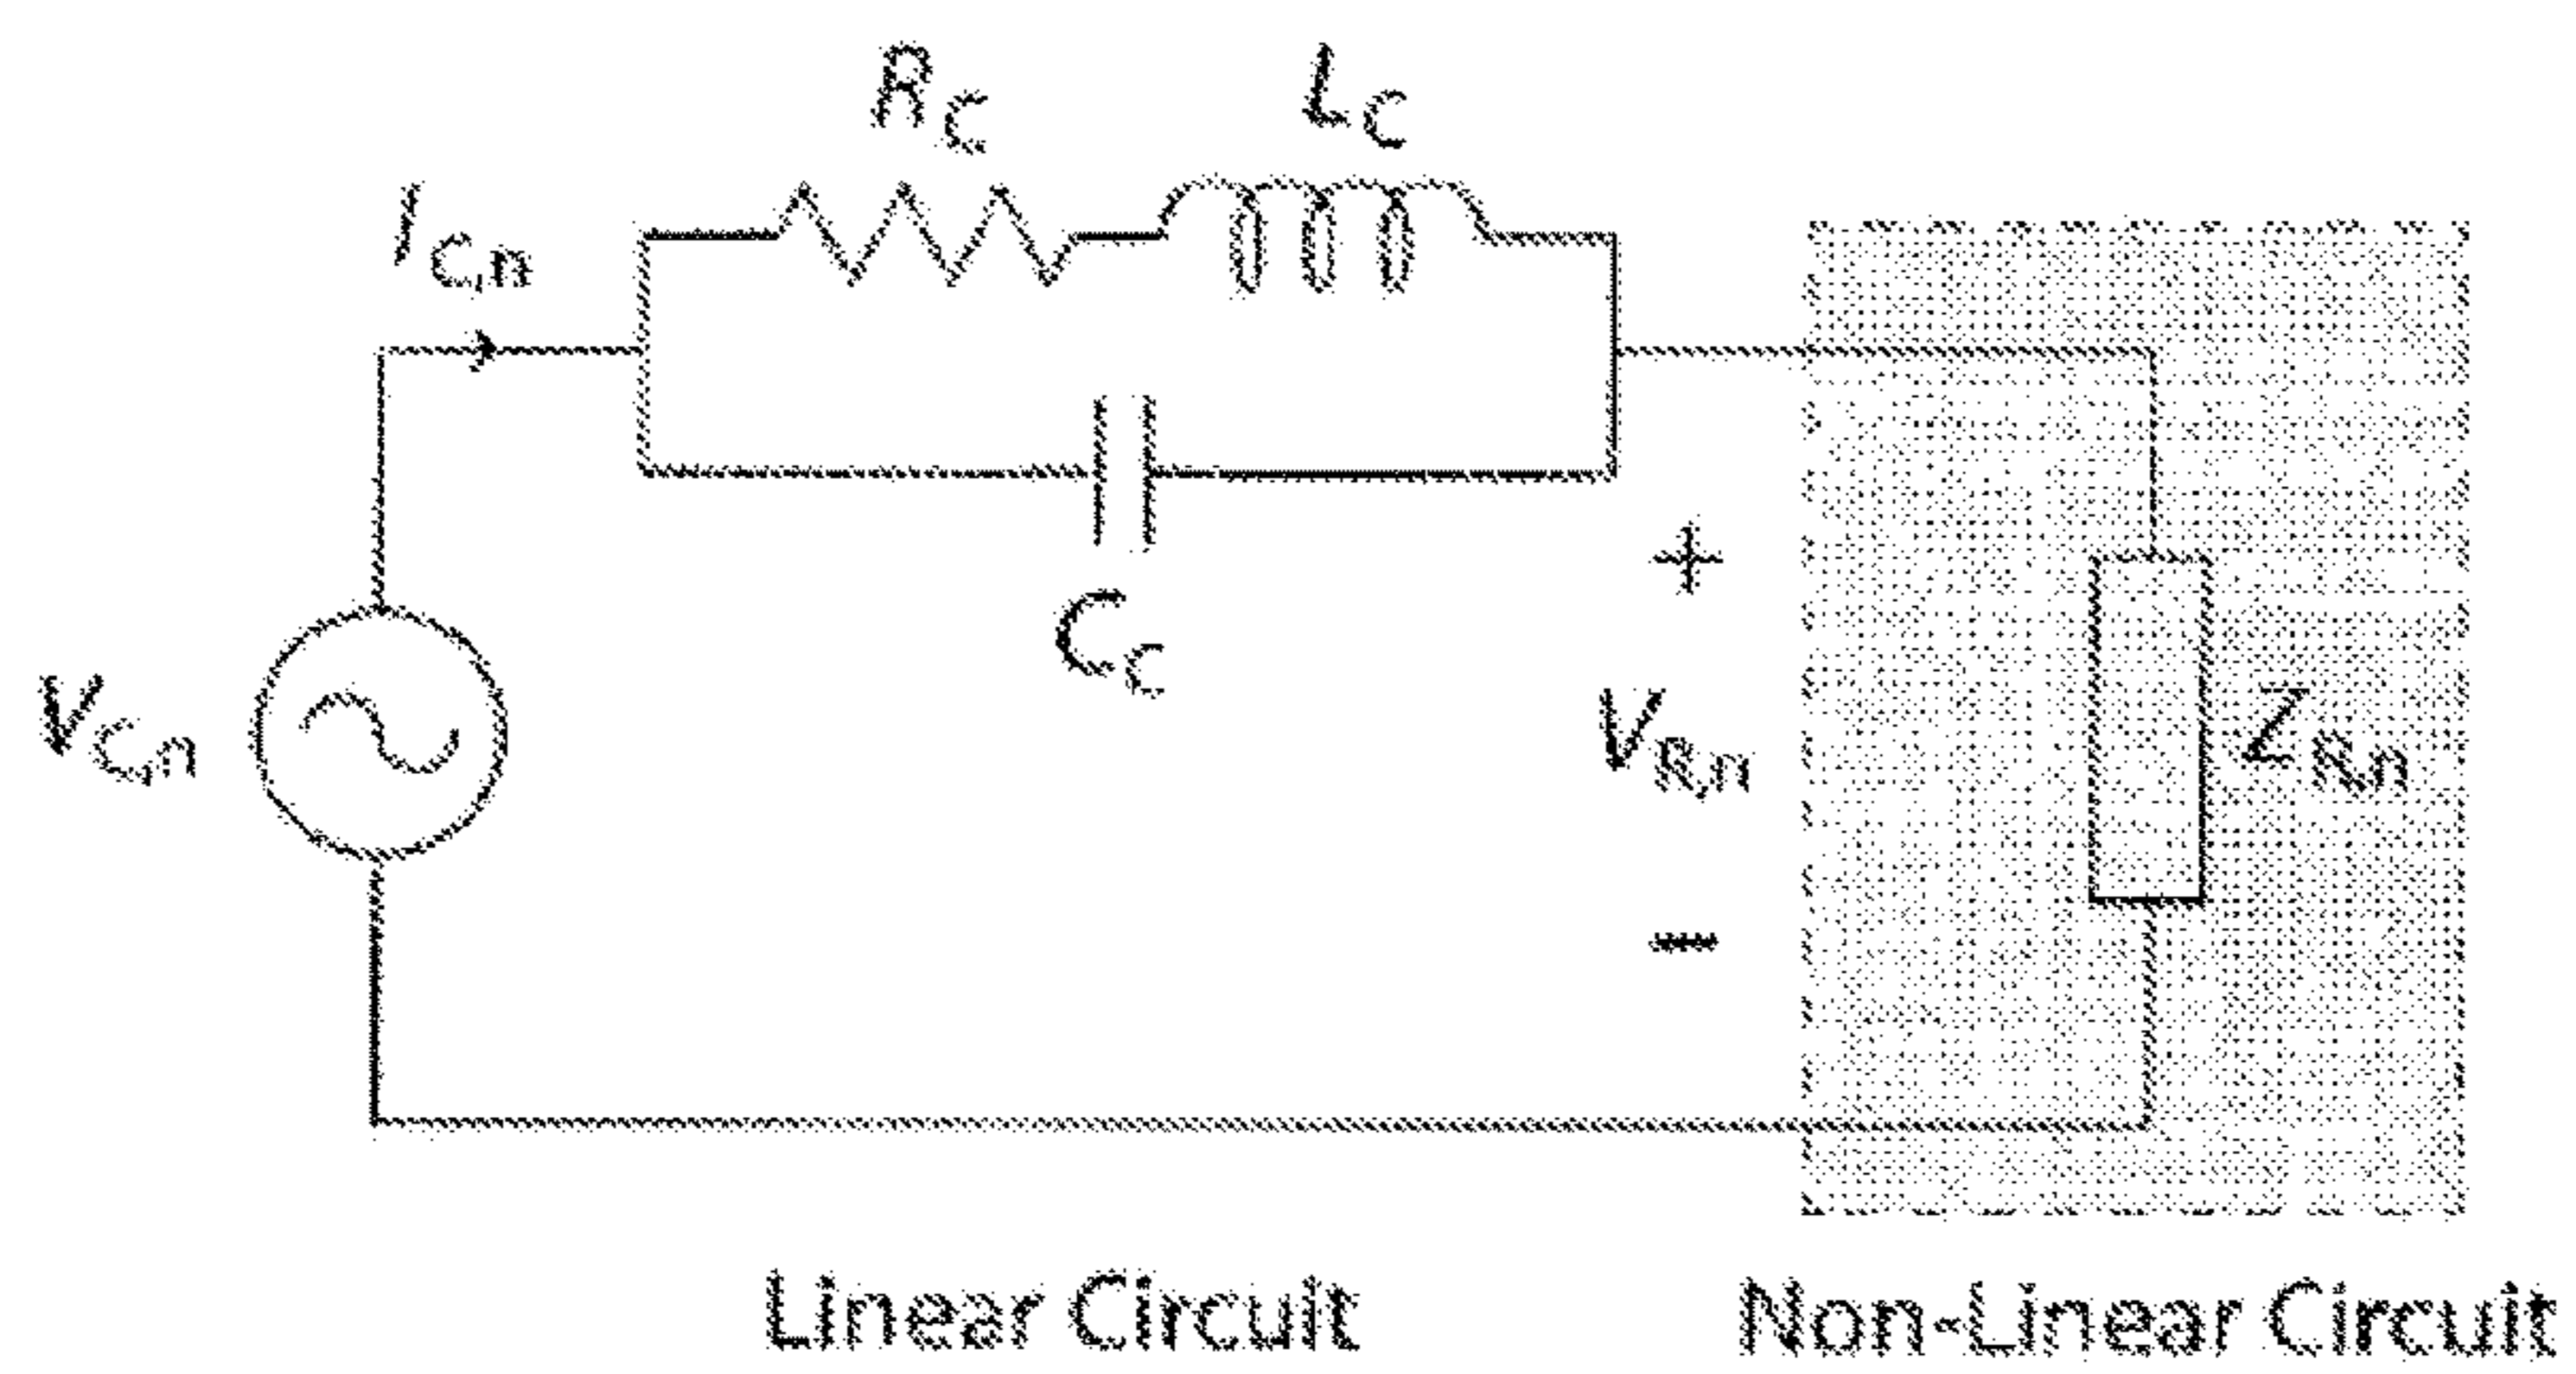 R_C
L_C
I_C,n
C_C
+
V_C,n
V_R,n
Z_R,n
−
Linear Circuit
Non-Linear Circuit